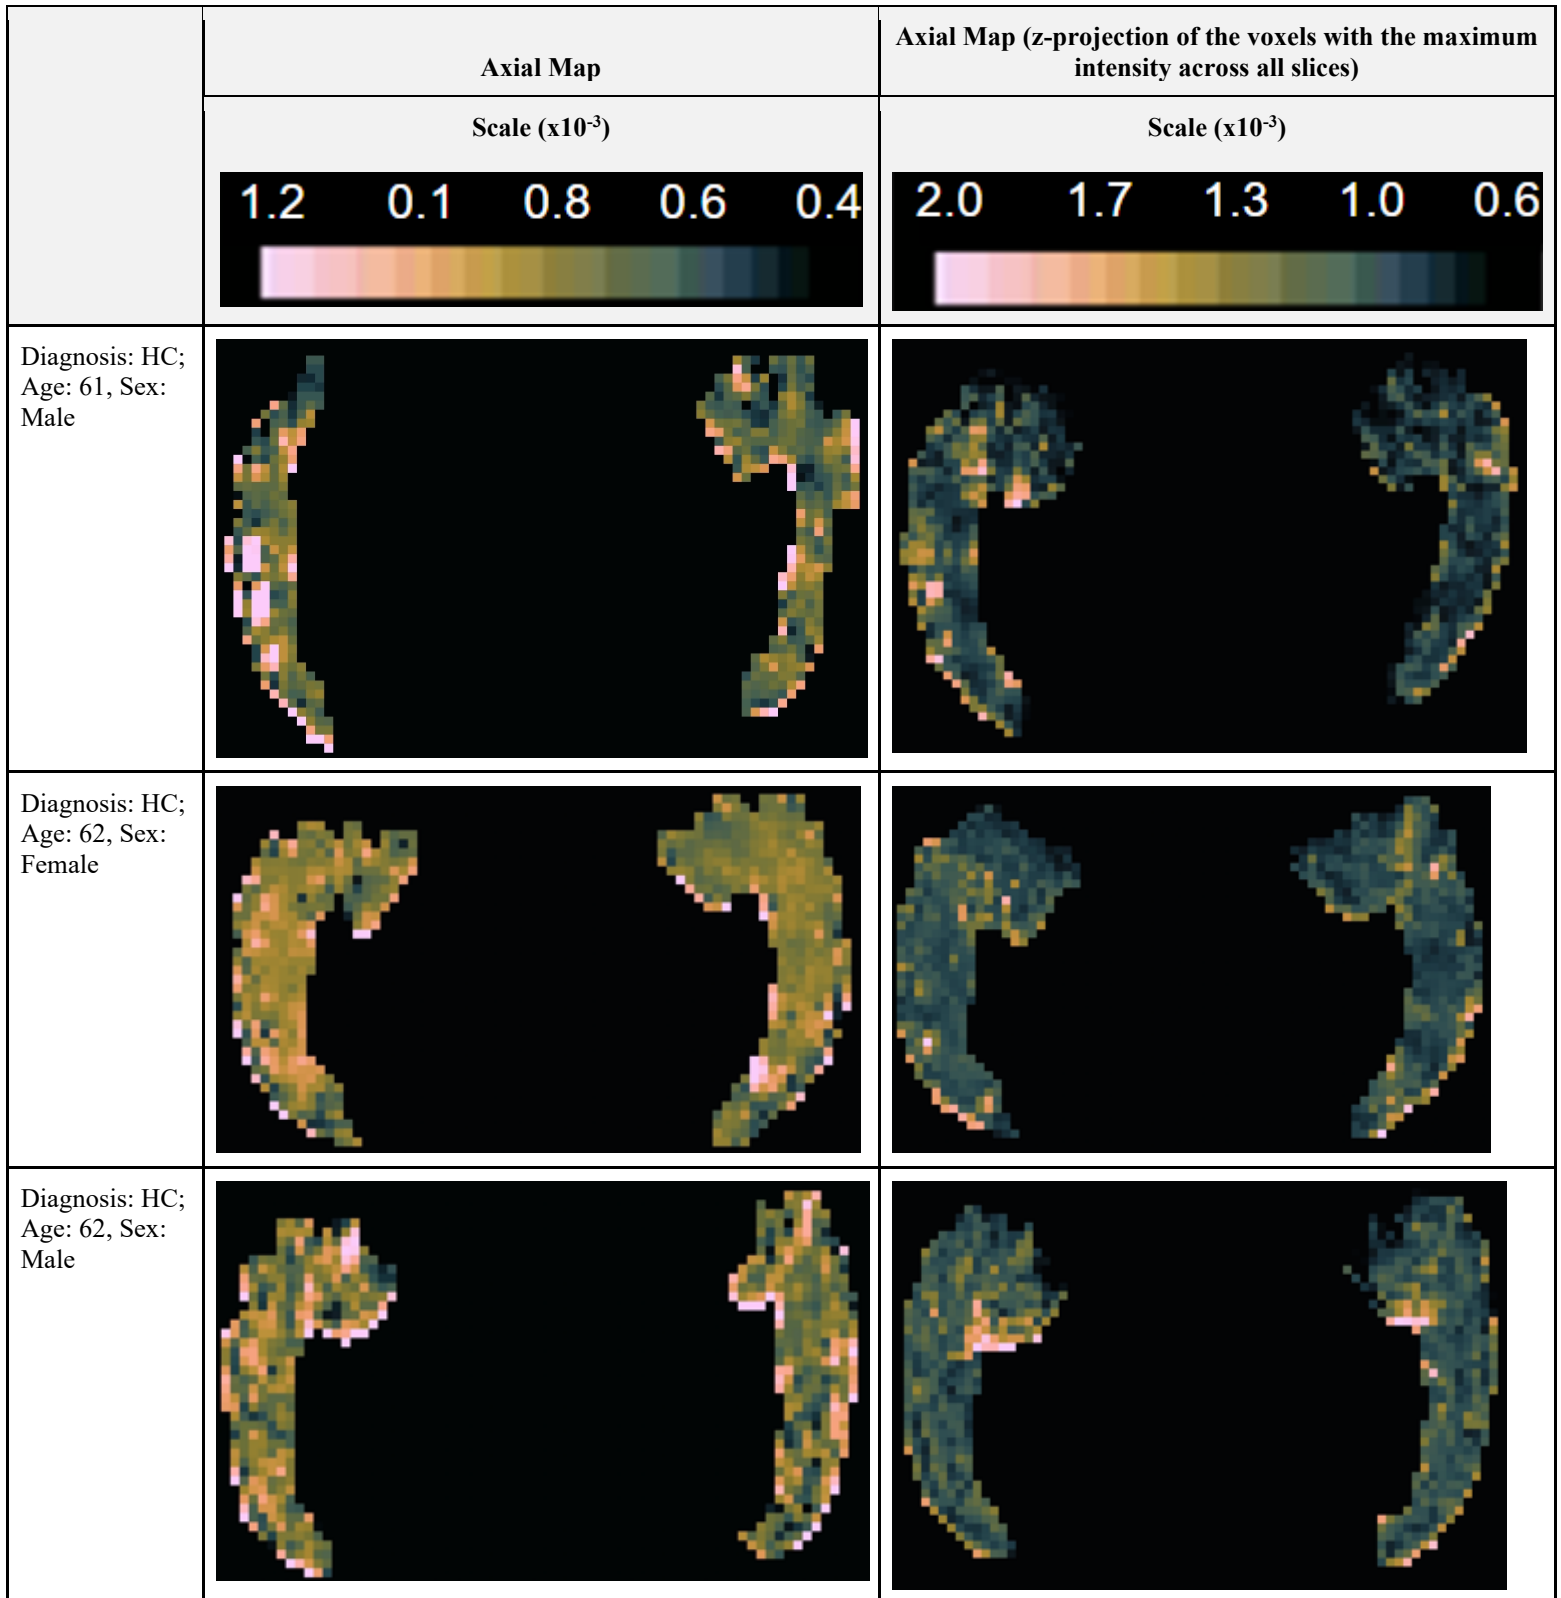 Axial Map
Axial Map (z-projection of the voxels with the maximum
intensity across all slices)
Scale (x10⁻³)
Scale (x10⁻³)
1.2 0.1 0.8 0.6 0.4
2.0 1.7 1.3 1.0 0.6
Diagnosis: HC;
Age: 61, Sex:
Male
Diagnosis: HC;
Age: 62, Sex:
Female
Diagnosis: HC;
Age: 62, Sex:
Male